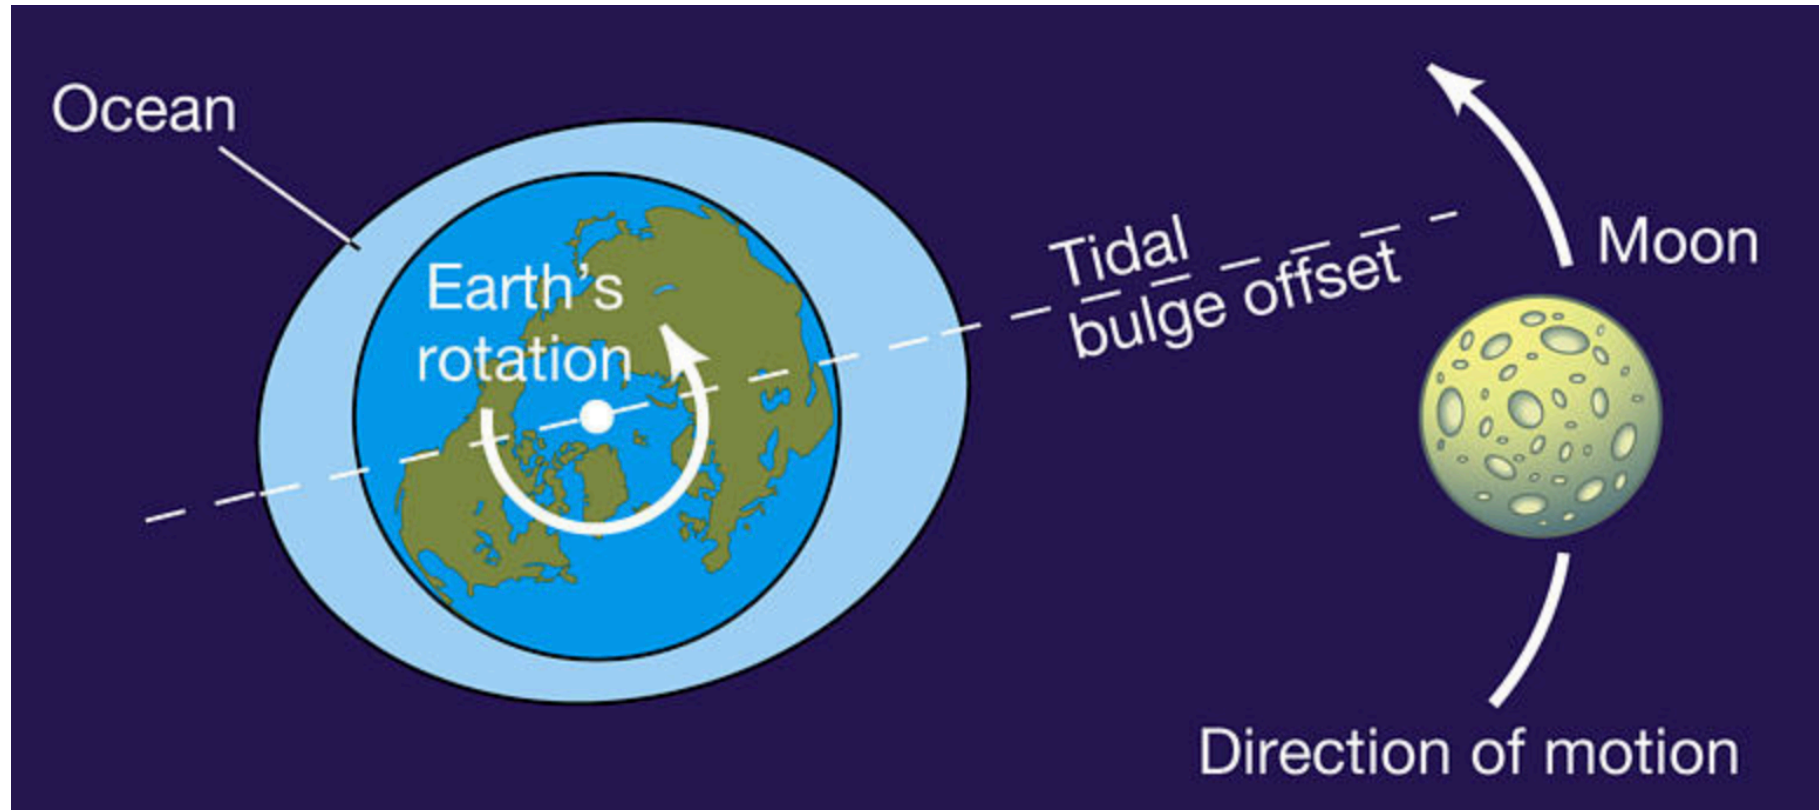 Ocean
Earth's
rotation
Tidal
bulge offset
Moon
Direction of motion